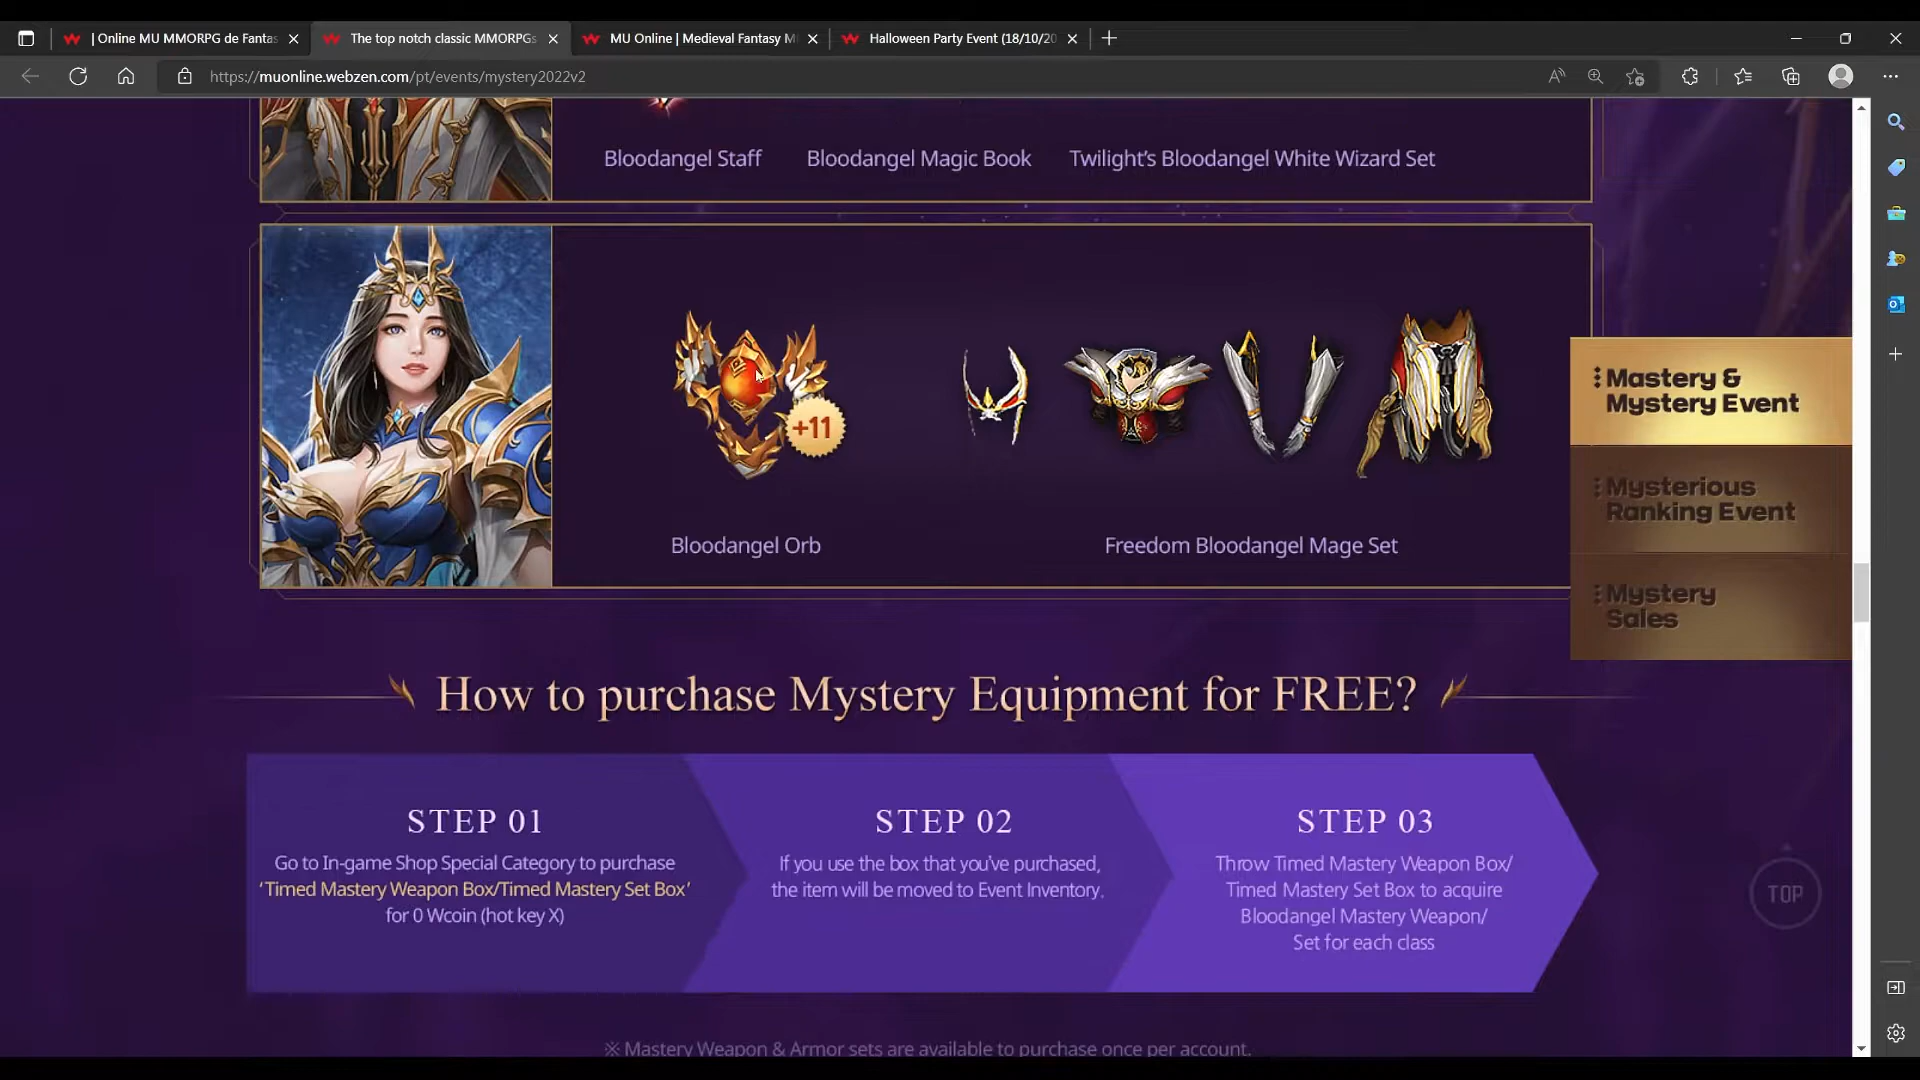 | Online MU MMORPG de Fantas
The top notch classic MMORPGs
MU Online | Medieval Fantasy M
Halloween Party Event (18/10/20
https://muonline.webzen.com/pt/events/mystery2022v2
Bloodangel Staff
Bloodangel Magic Book
Twilight's Bloodangel White Wizard Set
+11
Bloodangel Orb
Freedom Bloodangel Mage Set
Mastery &
Mystery Event
Mysterious
Ranking Event
Mystery
Sales
How to purchase Mystery Equipment for FREE?
STEP 01
Go to In-game Shop Special Category to purchase
'Timed Mastery Weapon Box/Timed Mastery Set Box'
for 0 Wcoin (hot key X)
STEP 02
If you use the box that you've purchased,
the item will be moved to Event Inventory.
STEP 03
Throw Timed Mastery Weapon Box/
Timed Mastery Set Box to acquire
Bloodangel Mastery Weapon/
Set for each class
TOP
※ Mastery Weapon & Armor sets are available to purchase once per account.